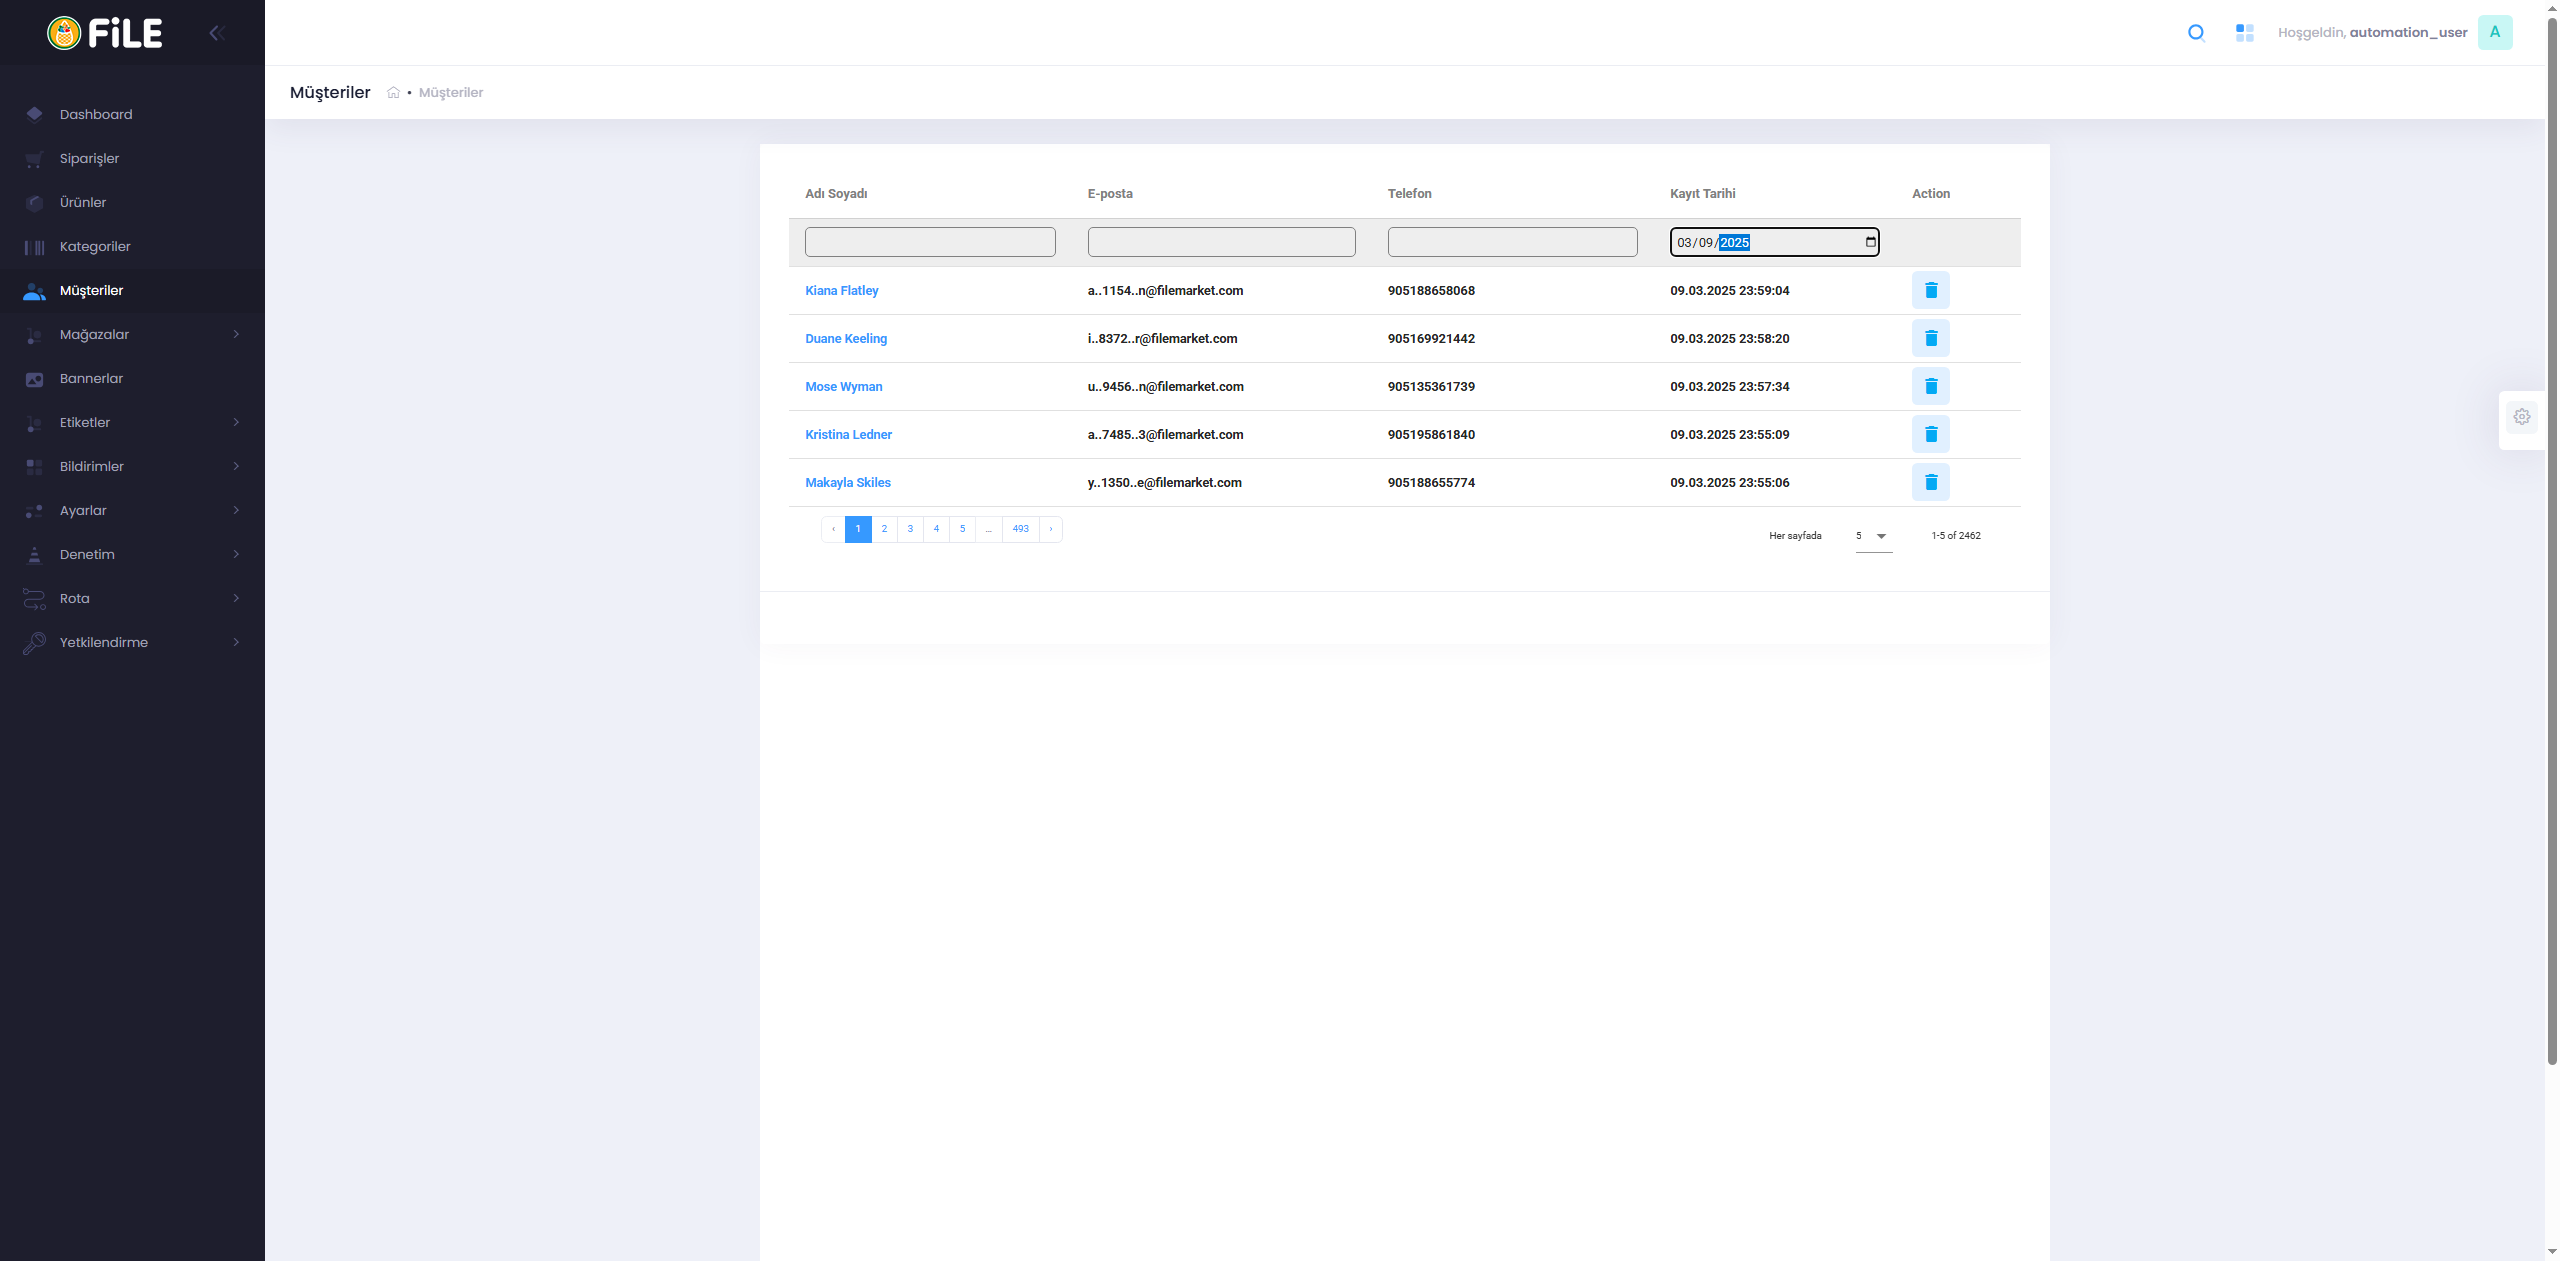 FiLE
Hoşgeldin, automation_user A
Müşteriler • Müşteriler
Dashboard
Siparişler
Ürünler
Kategoriler
Müşteriler
Mağazalar
Bannerlar
Etiketler
Bildirimler
Ayarlar
Denetim
Rota
Yetkilendirme
Adı Soyadı E-posta Telefon Kayıt Tarihi Action
03/09/2025
Kiana Flatley a..1154..n@filemarket.com 905188658068 09.03.2025 23:59:04
Duane Keeling i..8372..r@filemarket.com 905169921442 09.03.2025 23:58:20
Mose Wyman u..9456..n@filemarket.com 905135361739 09.03.2025 23:57:34
Kristina Ledner a..7485..3@filemarket.com 905195861840 09.03.2025 23:55:09
Makayla Skiles y..1350..e@filemarket.com 905188655774 09.03.2025 23:55:06
‹ 1 2 3 4 5 ... 493 ›
Her sayfada 5 1-5 of 2462